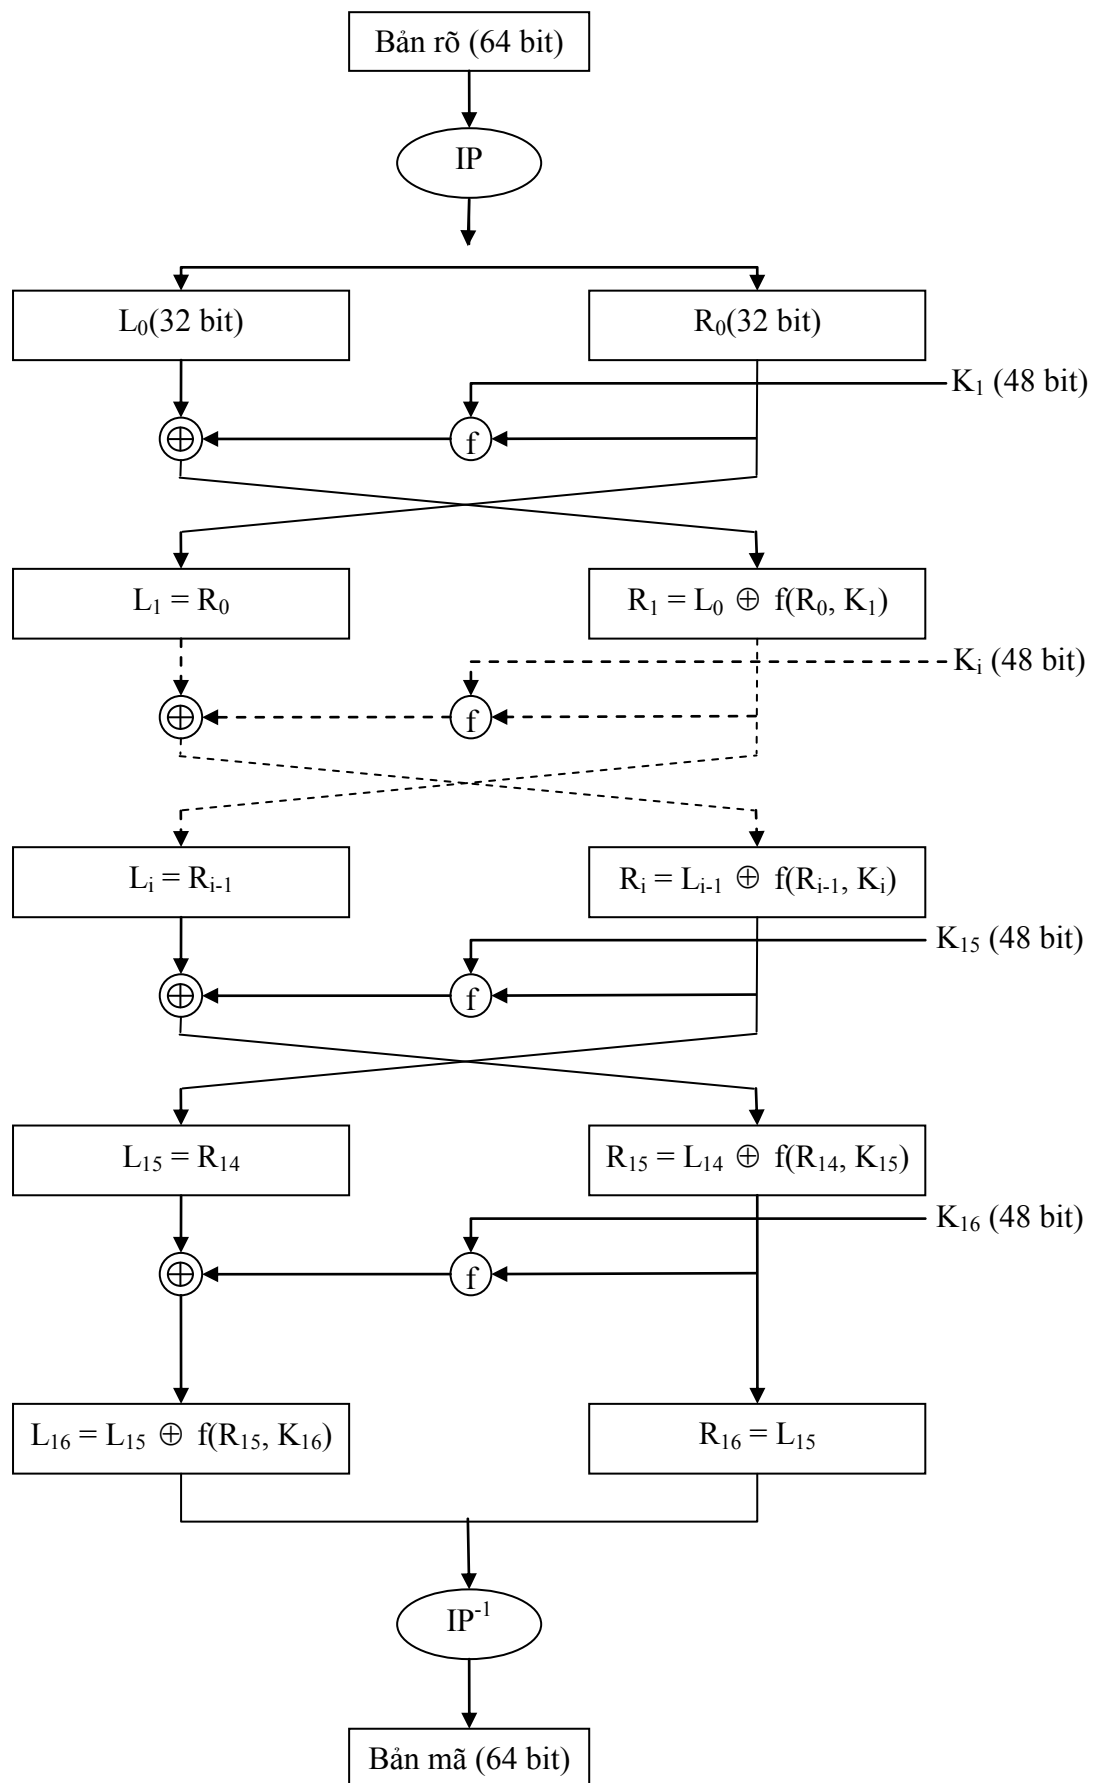 Bản rõ (64 bit)
IP
L₀(32 bit)
R₀(32 bit)
K₁ (48 bit)
⊕
f
L₁ = R₀
R₁ = L₀ ⊕ f(R₀, K₁)
Kᵢ (48 bit)
⊕
f
Lᵢ = Rᵢ₋₁
Rᵢ = Lᵢ₋₁ ⊕ f(Rᵢ₋₁, Kᵢ)
K₁₅ (48 bit)
⊕
f
L₁₅ = R₁₄
R₁₅ = L₁₄ ⊕ f(R₁₄, K₁₅)
K₁₆ (48 bit)
⊕
f
L₁₆ = L₁₅ ⊕ f(R₁₅, K₁₆)
R₁₆ = L₁₅
IP⁻¹
Bản mã (64 bit)